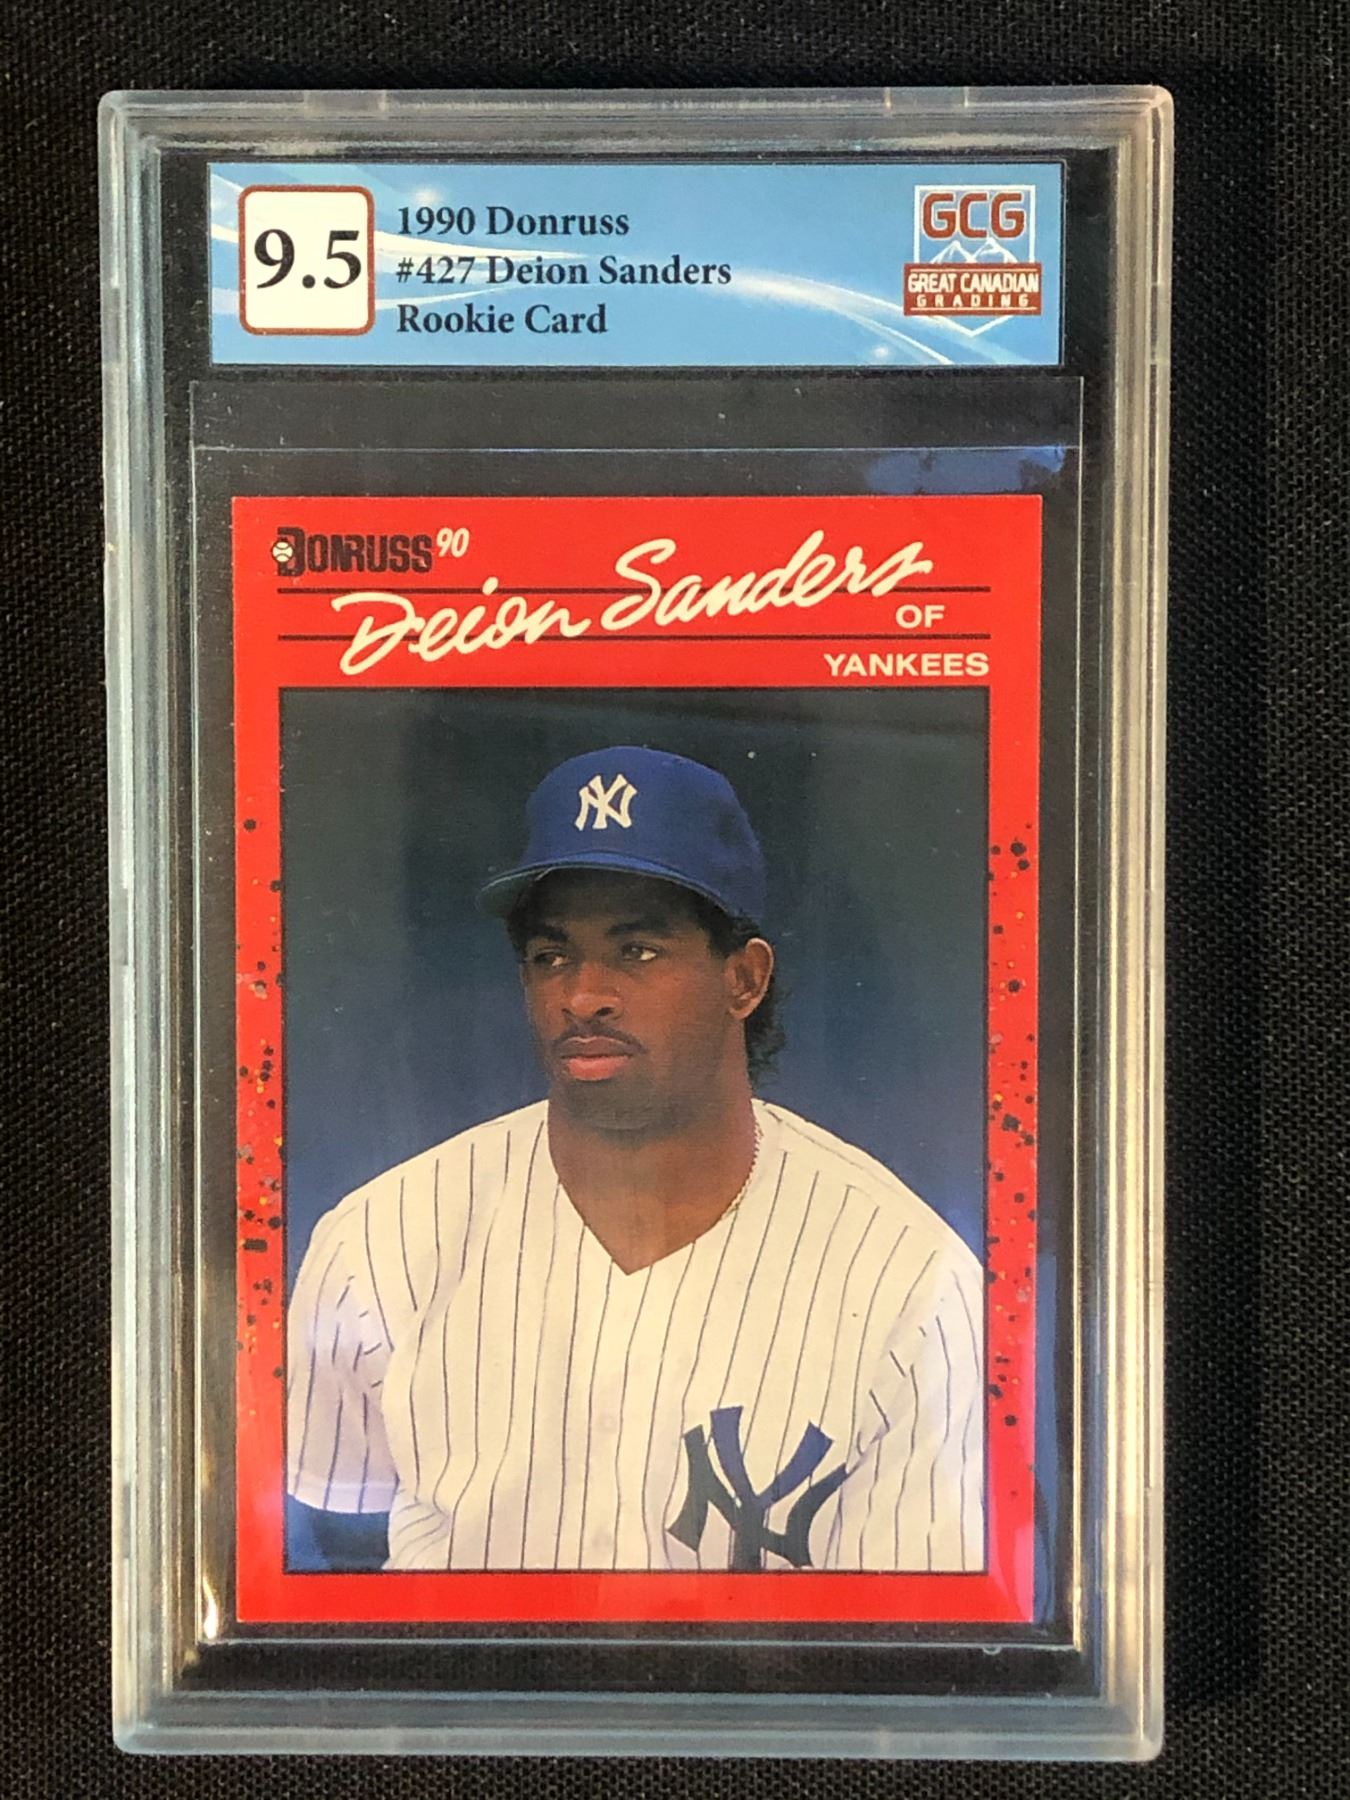 9.5
1990 Donruss
#427 Deion Sanders
Rookie Card
GCG
GREAT CANADIAN
GRADING
DONRUSS 90
Deion Sanders
OF
YANKEES
NY
NY